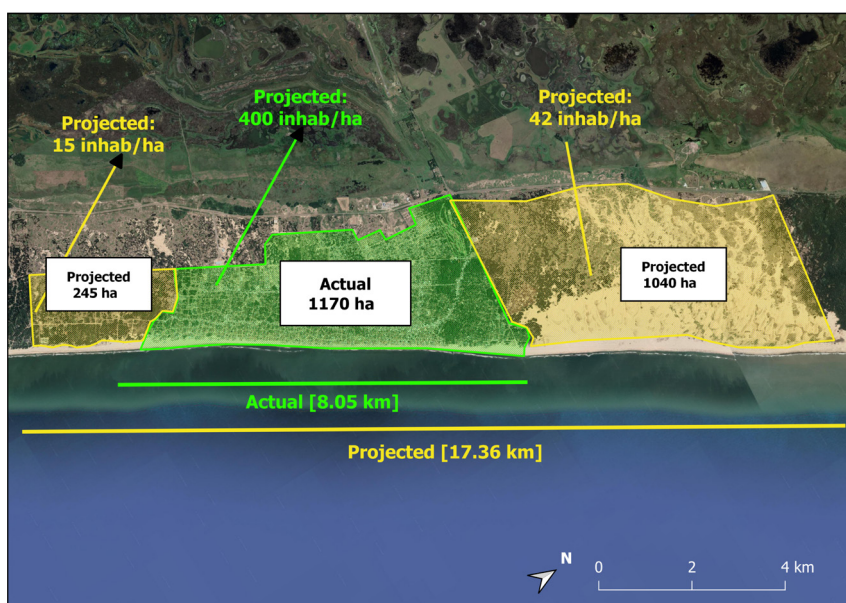 Projected:
15 inhab/ha
Projected:
400 inhab/ha
Projected:
42 inhab/ha
Projected
245 ha
Actual
1170 ha
Projected
1040 ha
Actual [8.05 km]
Projected [17.36 km]
N
0 2 4 km